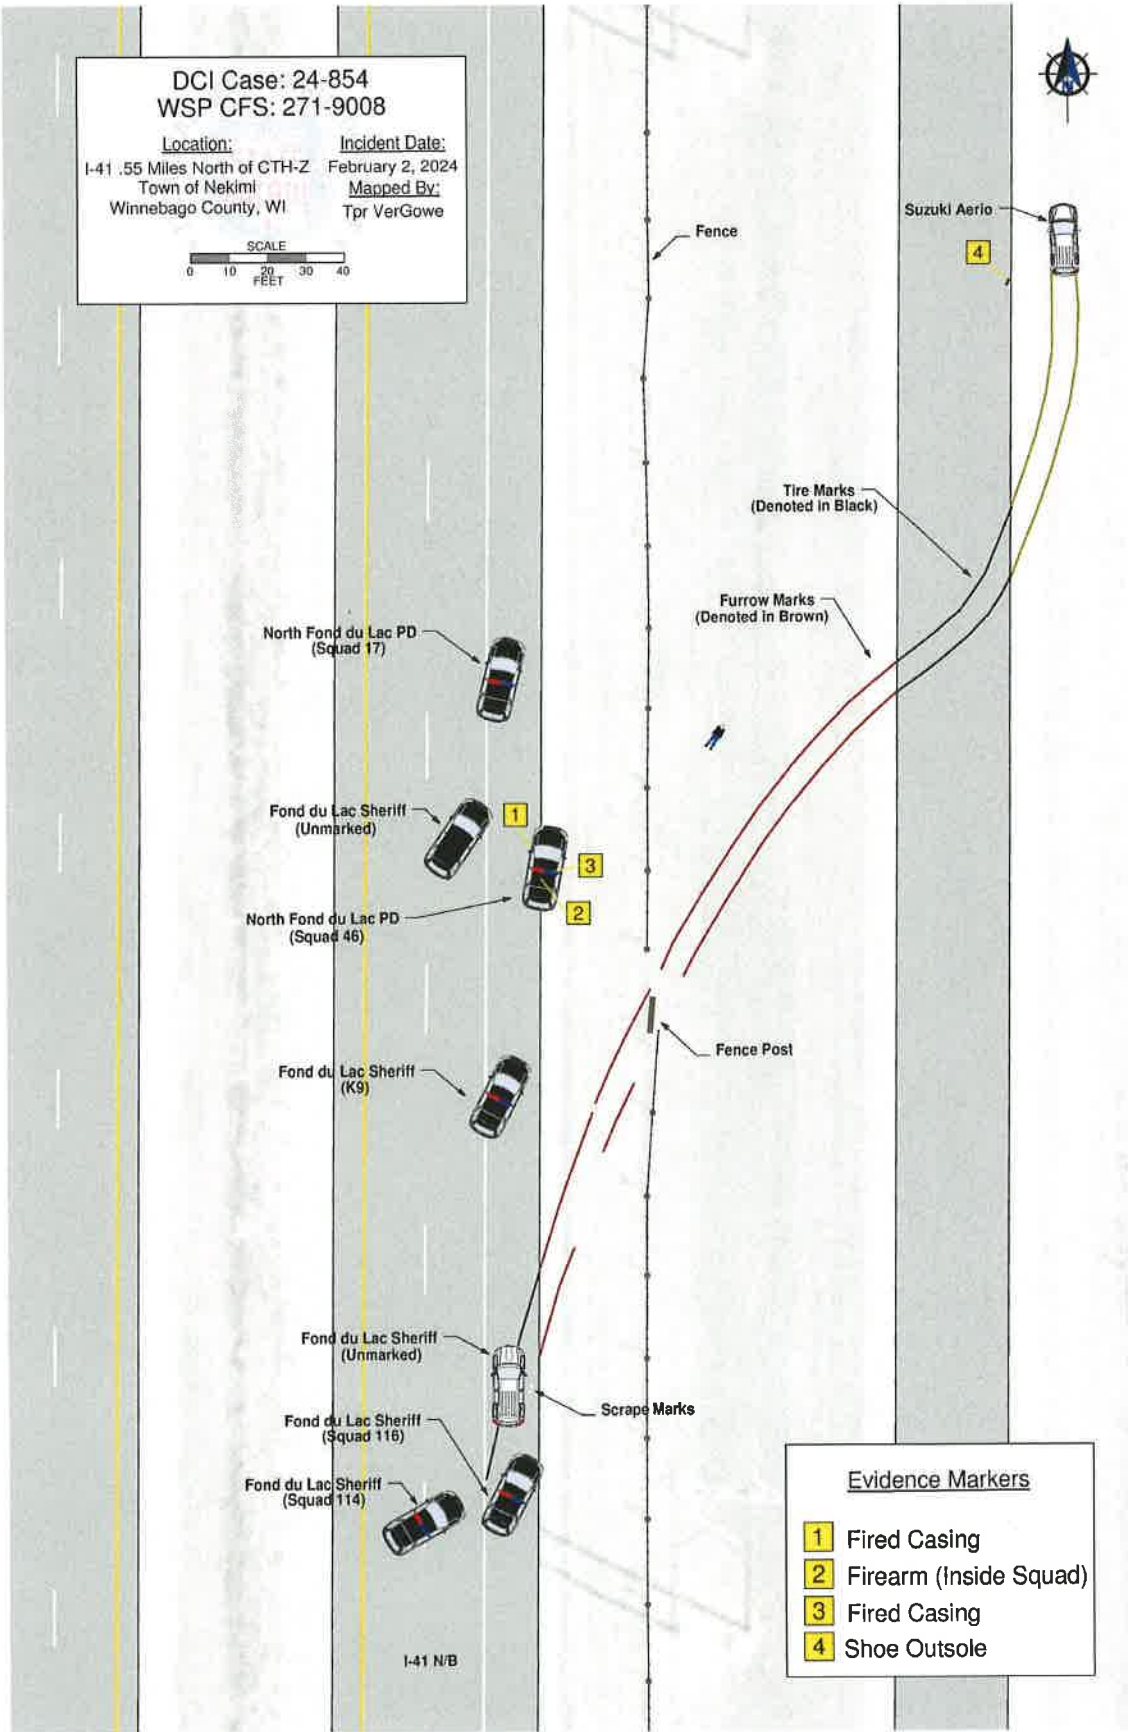 DCI Case: 24-854
WSP CFS: 271-9008
Location:
I-41 .55 Miles North of CTH-Z
Town of Nekimi
Winnebago County, WI
Incident Date:
February 2, 2024
Mapped By:
Tpr VerGowe
SCALE
0 10 20 30 40
FEET
N
Suzuki Aerio
4
Fence
Tire Marks
(Denoted in Black)
Furrow Marks
(Denoted in Brown)
North Fond du Lac PD
(Squad 17)
Fond du Lac Sheriff
(Unmarked)
1
3
2
North Fond du Lac PD
(Squad 46)
Fence Post
Fond du Lac Sheriff
(K9)
Fond du Lac Sheriff
(Unmarked)
Scrape Marks
Fond du Lac Sheriff
(Squad 116)
Fond du Lac Sheriff
(Squad 114)
I-41 N/B
Evidence Markers
1 Fired Casing
2 Firearm (Inside Squad)
3 Fired Casing
4 Shoe Outsole